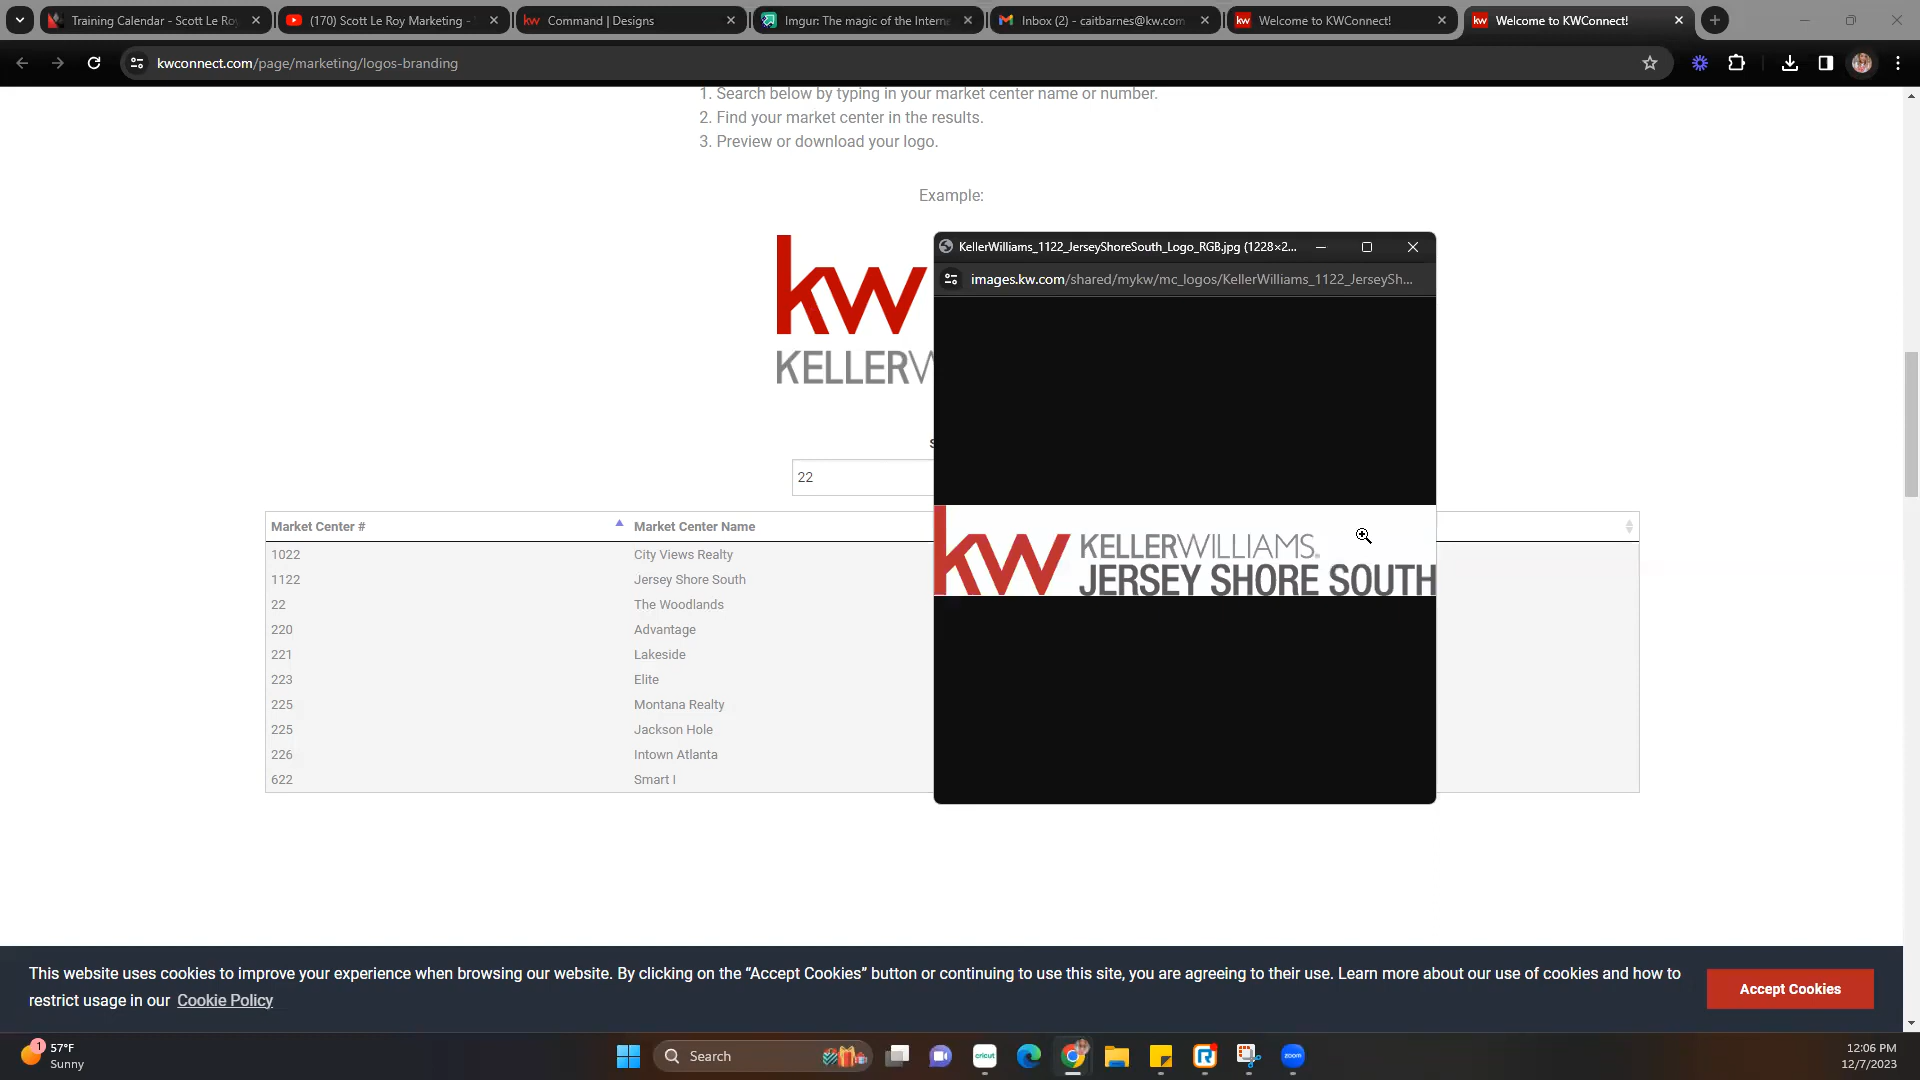 Training Calendar - Scott Le Ro
(170) Scott Le Roy Marketing -
kw Command | Designs
Imgur: The magic of the Interne
Inbox (2) - caitbarnes@kw.com
kw Welcome to KWConnect!
kw Welcome to KWConnect!
kwconnect.com/page/marketing/logos-branding
1. Search below by typing in your market center name or number.
2. Find your market center in the results.
3. Preview or download your logo.
Example:
kw
KELLERW
KellerWilliams_1122_JerseyShoreSouth_Logo_RGB.jpg (1228×2...
images.kw.com/shared/mykw/mc_logos/KellerWilliams_1122_JerseySh...
kw KELLERWILLIAMS.
JERSEY SHORE SOUTH
22
Market Center # Market Center Name
1022 City Views Realty
1122 Jersey Shore South
22 The Woodlands
220 Advantage
221 Lakeside
223 Elite
225 Montana Realty
225 Jackson Hole
226 Intown Atlanta
622 Smart I
This website uses cookies to improve your experience when browsing our website. By clicking on the “Accept Cookies” button or continuing to use this site, you are agreeing to their use. Learn more about our use of cookies and how to
restrict usage in our Cookie Policy
Accept Cookies
1
57°F
Sunny
Search
cricut
zoom
12:06 PM
12/7/2023